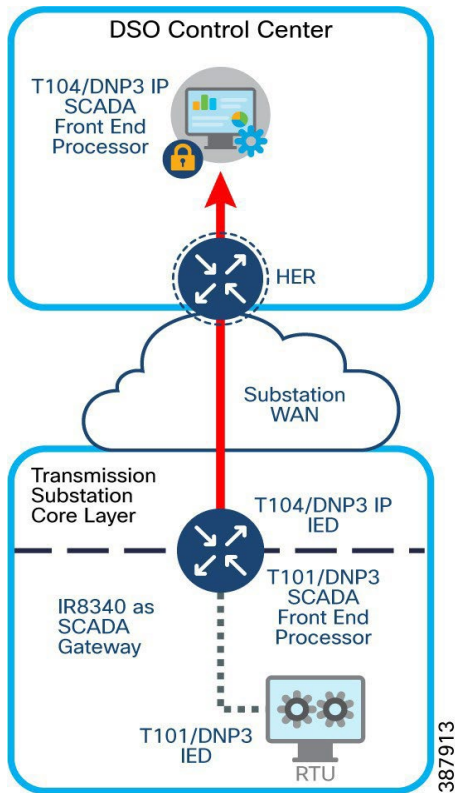 DSO Control Center
T104/DNP3 IP
SCADA
Front End
Processor
HER
Substation
WAN
Transmission
Substation
Core Layer
T104/DNP3 IP
IED
IR8340 as
SCADA
Gateway
T101/DNP3
SCADA
Front End
Processor
T101/DNP3
IED
RTU
387913